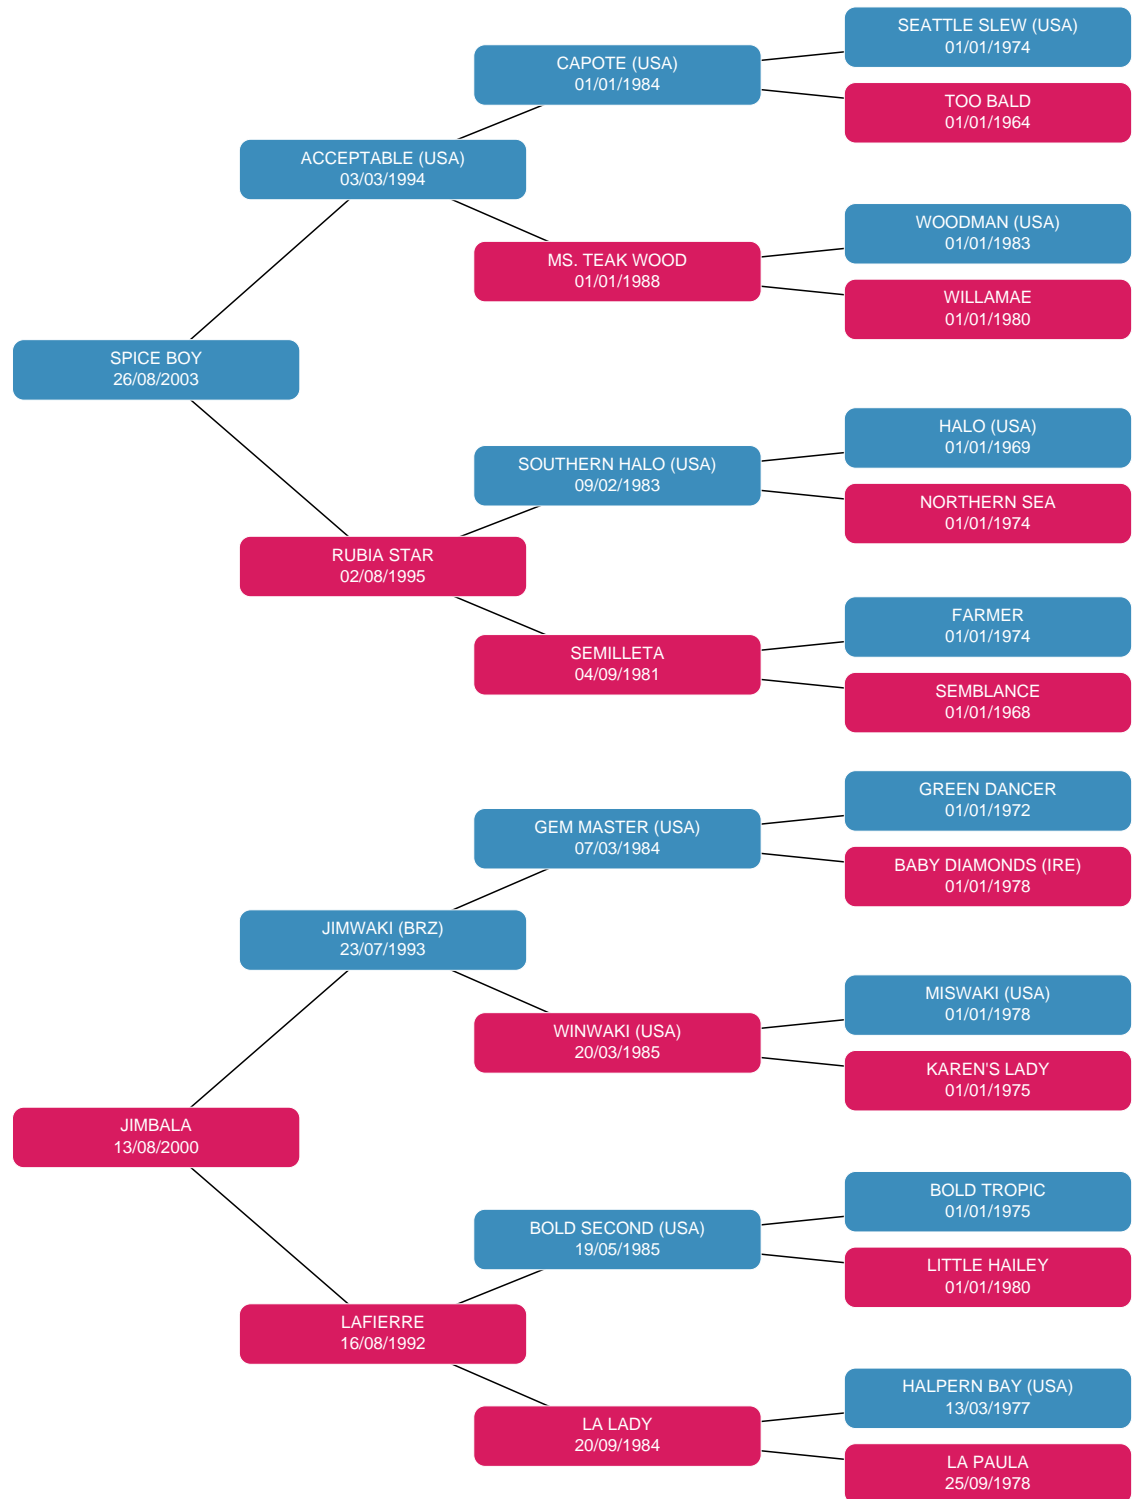 SEATTLE SLEW (USA)
01/01/1974
CAPOTE (USA)
01/01/1984
TOO BALD
01/01/1964
ACCEPTABLE (USA)
03/03/1994
WOODMAN (USA)
01/01/1983
MS. TEAK WOOD
01/01/1988
WILLAMAE
01/01/1980
SPICE BOY
26/08/2003
HALO (USA)
01/01/1969
SOUTHERN HALO (USA)
09/02/1983
NORTHERN SEA
01/01/1974
RUBIA STAR
02/08/1995
FARMER
01/01/1974
SEMILLETA
04/09/1981
SEMBLANCE
01/01/1968
GREEN DANCER
01/01/1972
GEM MASTER (USA)
07/03/1984
BABY DIAMONDS (IRE)
01/01/1978
JIMWAKI (BRZ)
23/07/1993
MISWAKI (USA)
01/01/1978
WINWAKI (USA)
20/03/1985
KAREN'S LADY
01/01/1975
JIMBALA
13/08/2000
BOLD TROPIC
01/01/1975
BOLD SECOND (USA)
19/05/1985
LITTLE HAILEY
01/01/1980
LAFIERRE
16/08/1992
HALPERN BAY (USA)
13/03/1977
LA LADY
20/09/1984
LA PAULA
25/09/1978